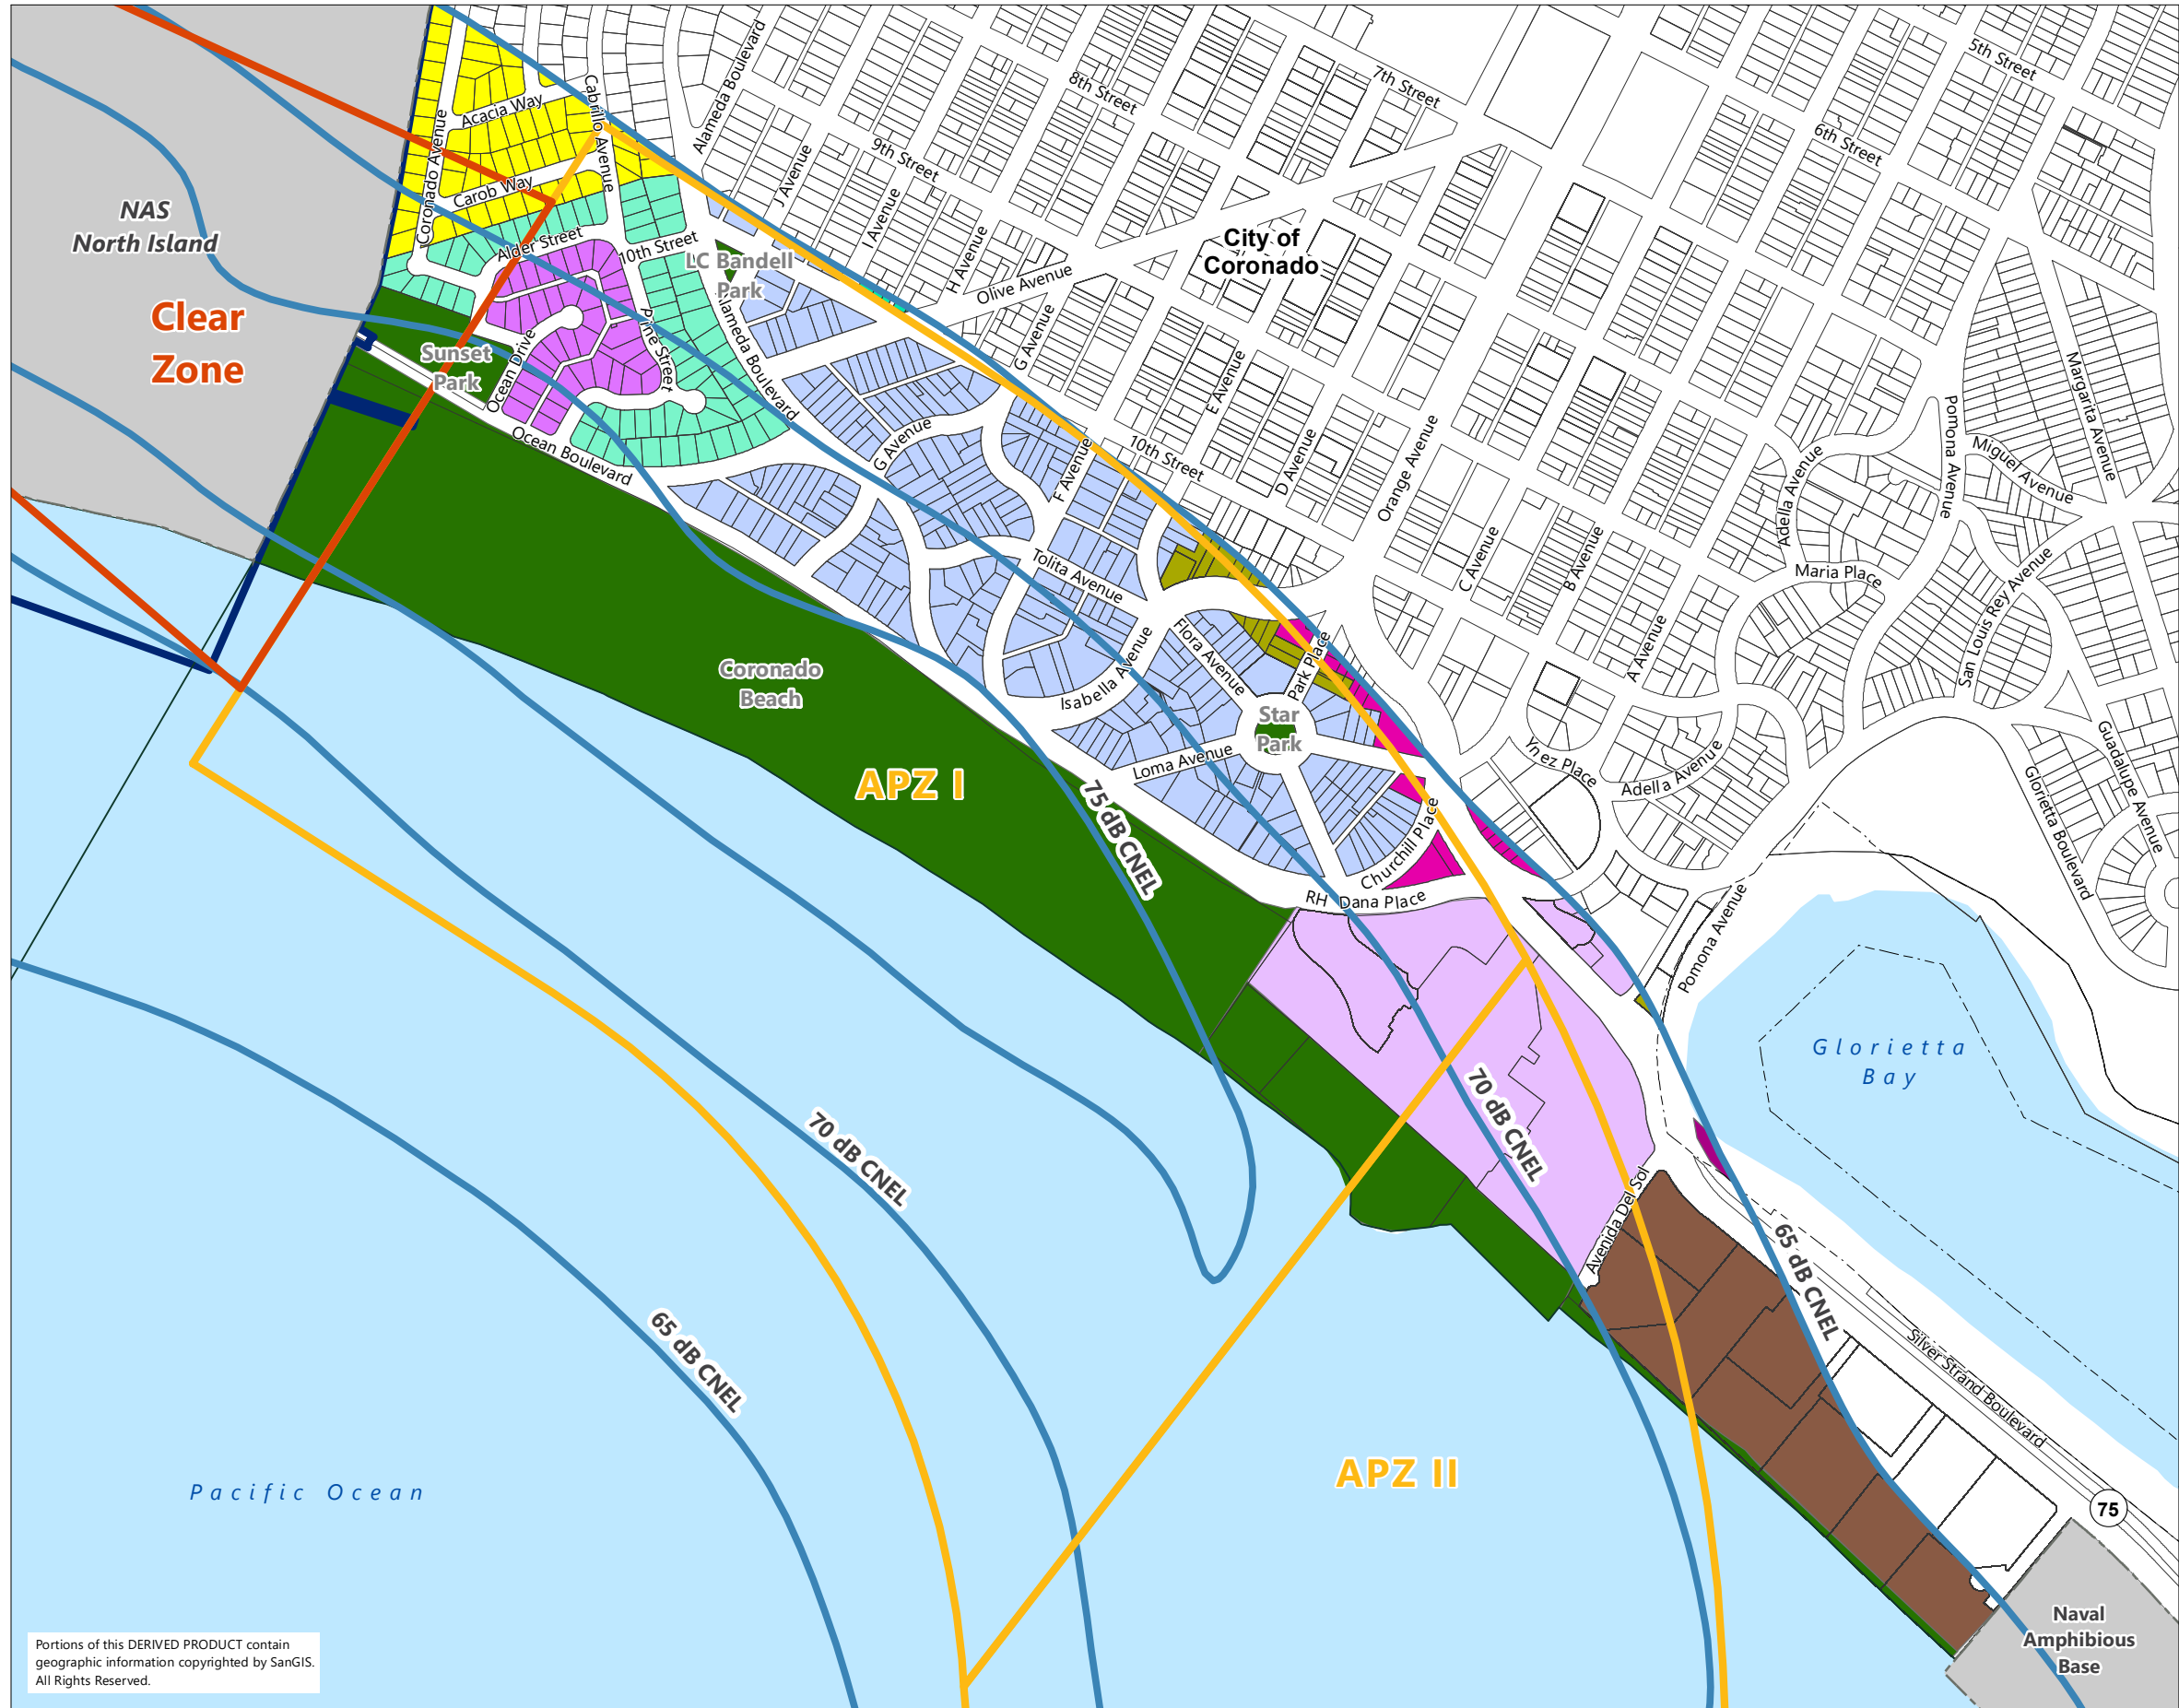 5th Street
7th Street
8th Street
6th Street
9th Street
Alameda Boulevard
Cabrillo Avenue
Acacia Way
Coronado Avenue
Carob Way
J Avenue
I Avenue
H Avenue
NAS
North Island
Alder Street
10th Street
LC Bandell
Park
City of
Coronado
Olive Avenue
G Avenue
Clear
Zone
Sunset
Park
Ocean Drive
Pine Street
Alameda Boulevard
E Avenue
Margarita Avenue
Ocean Boulevard
G Avenue
F Avenue
10th Street
D Avenue
Orange Avenue
Adella Avenue
Pomona Avenue
Miguel Avenue
Tolita Avenue
C Avenue
B Avenue
Maria Place
San Louis Rey Avenue
Coronado
Beach
Isabella Avenue
Flora Avenue
Park Place
A Avenue
Star
Park
Loma Avenue
Ynez Place
Adella Avenue
Guadalupe Avenue
Glorietta Boulevard
APZ I
75 dB CNEL
Churchill Place
RH Dana Place
Pomona Avenue
Glorietta
Bay
70 dB CNEL
70 dB CNEL
Avenida Del Sol
65 dB CNEL
65 dB CNEL
Silver Strand Boulevard
APZ II
Pacific Ocean
75
Naval
Amphibious
Base
Portions of this DERIVED PRODUCT contain
geographic information copyrighted by SanGIS.
All Rights Reserved.